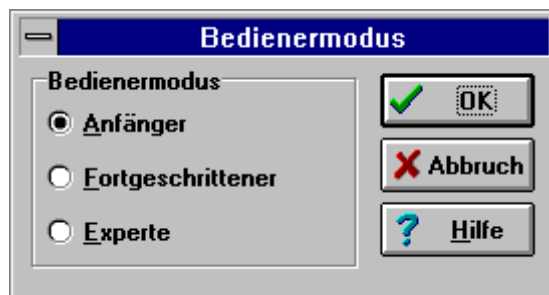 Bedienermodus
Bedienermodus
Anfänger
Fortgeschrittener
Experte
OK
Abbruch
Hilfe